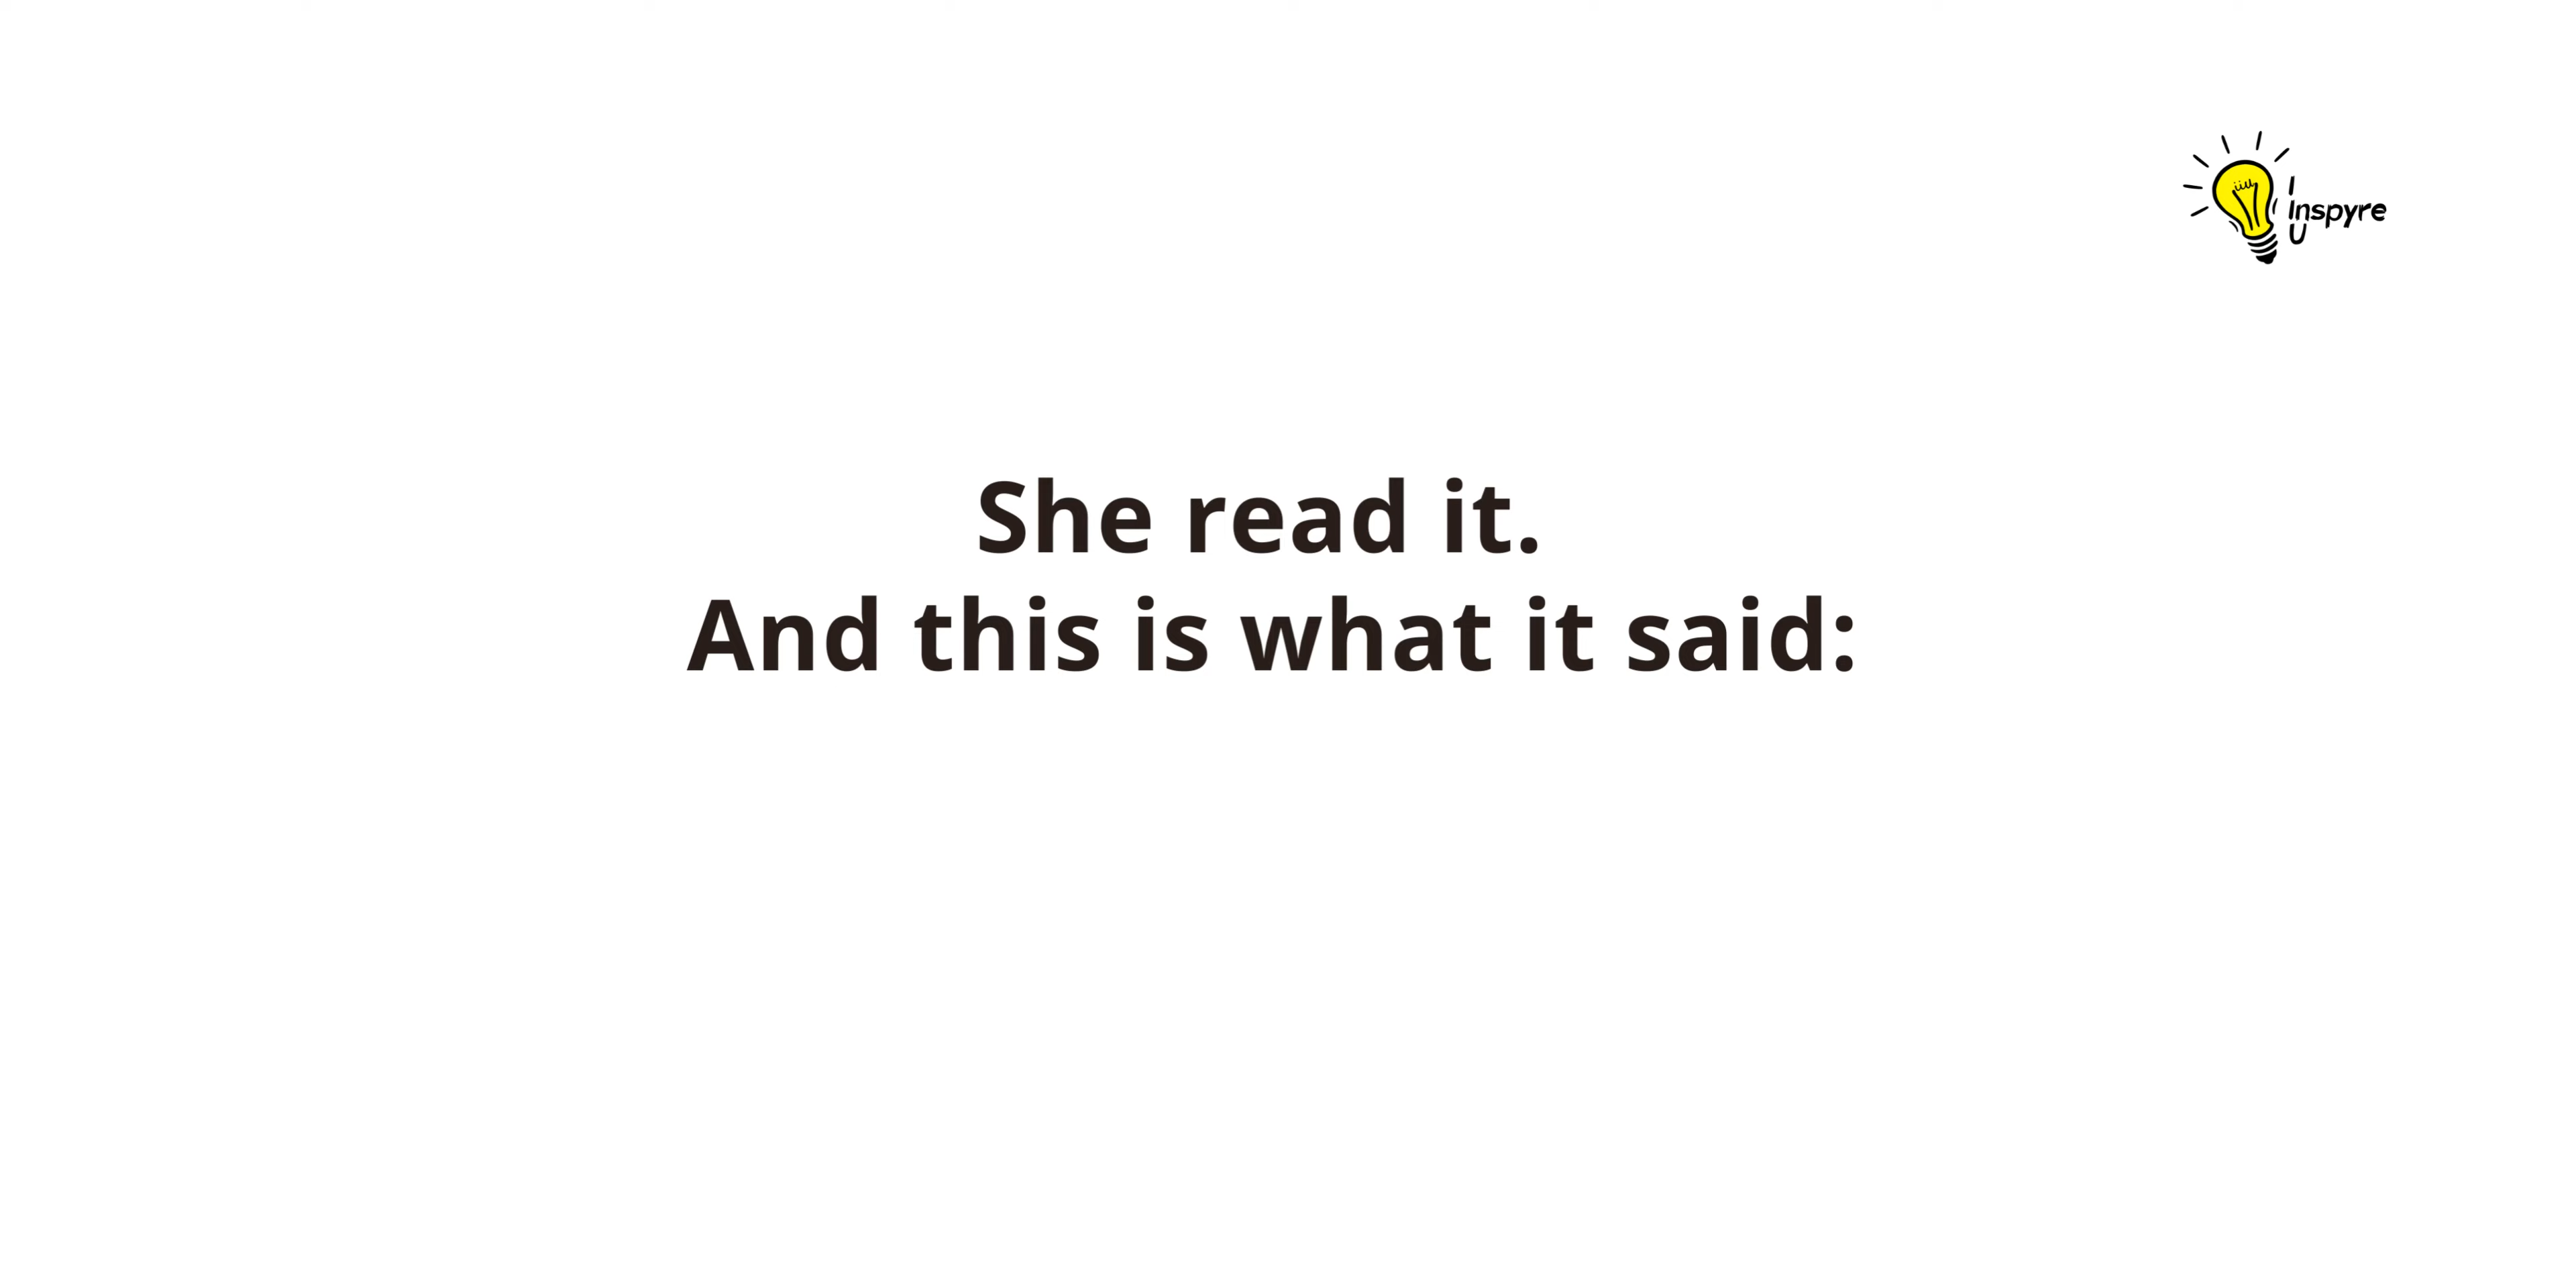 I
Inspyre
U
She read it.
And this is what it said: